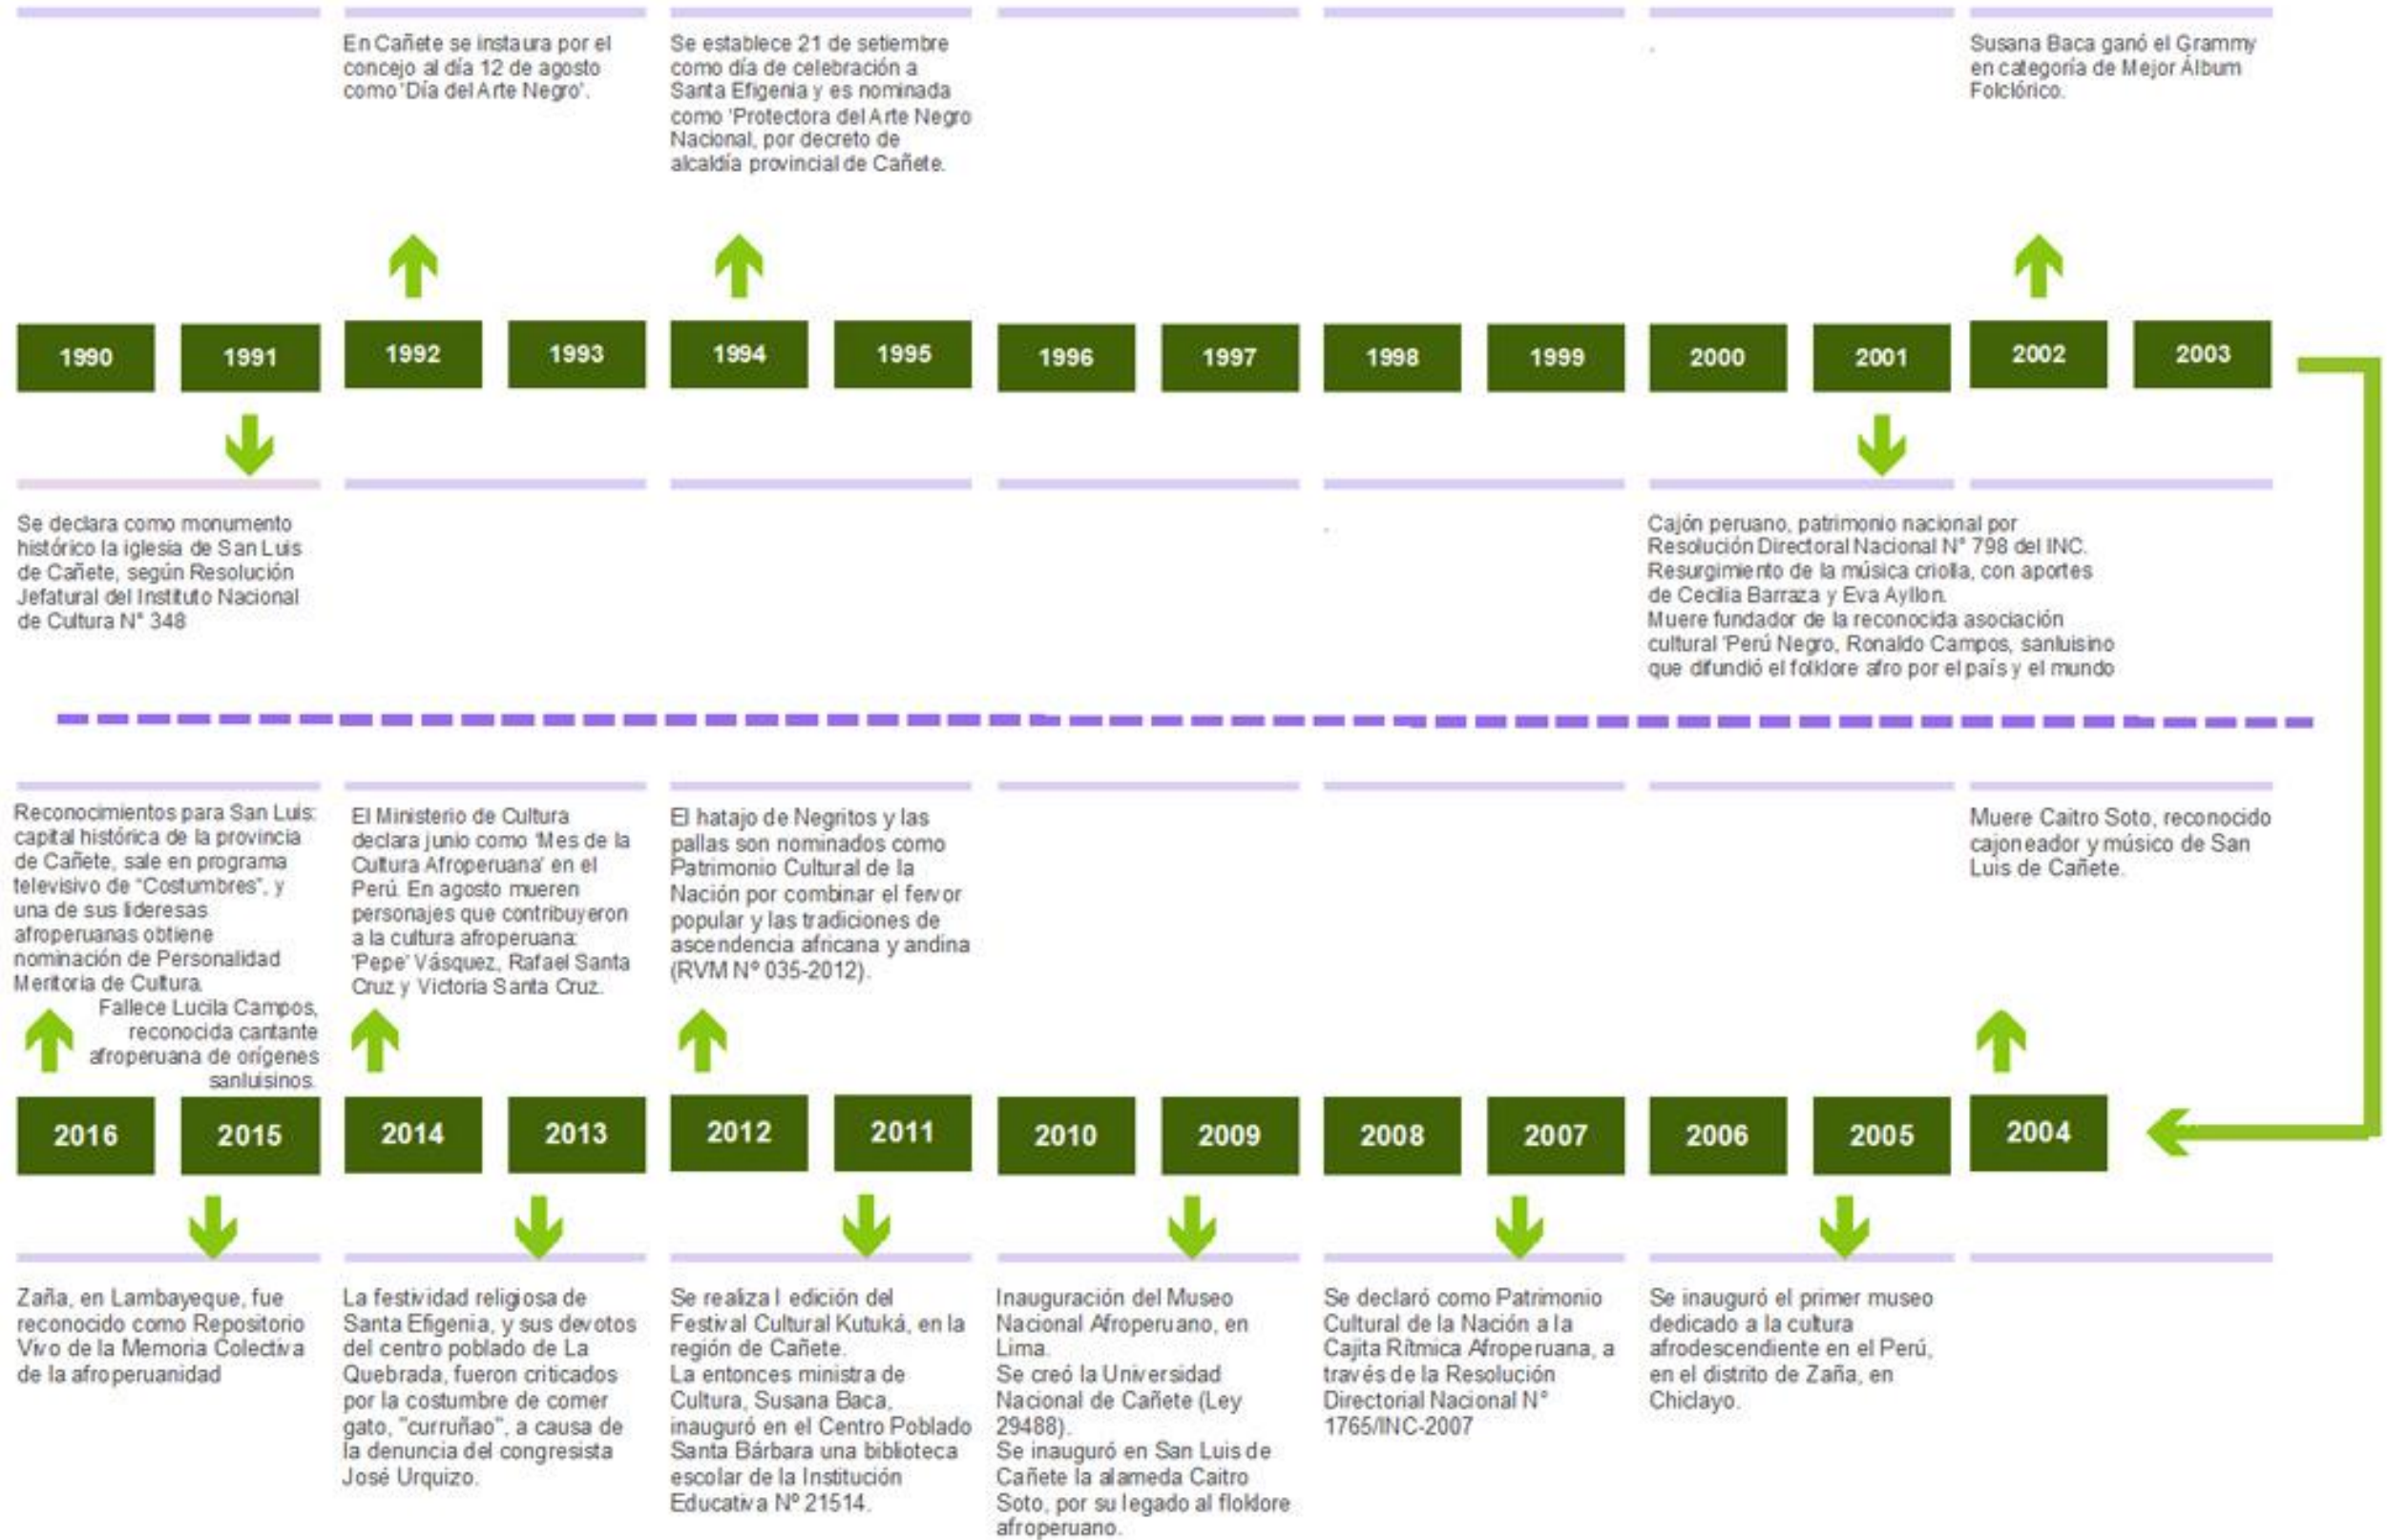 En Cañete se instaura por el
concejo al día 12 de agosto
como 'Día del Arte Negro'.
Se establece 21 de setiembre
como día de celebración a
Santa Efigenia y es nominada
como 'Protectora del Arte Negro
Nacional, por decreto de
alcaldía provincial de Cañete.
Susana Baca ganó el Grammy
en categoría de Mejor Álbum
Folclórico.
1990
1991
1992
1993
1994
1995
1996
1997
1998
1999
2000
2001
2002
2003
Se declara como monumento
histórico la iglesia de San Luis
de Cañete, según Resolución
Jefatural del Instituto Nacional
de Cultura N° 348
Cajón peruano, patrimonio nacional por
Resolución Directoral Nacional N° 798 del INC.
Resurgimiento de la música criolla, con aportes
de Cecilia Barraza y Eva Ayllon.
Muere fundador de la reconocida asociación
cultural 'Perú Negro, Ronaldo Campos, sanluisino
que difundió el folklore afro por el país y el mundo
Reconocimientos para San Luis:
capital histórica de la provincia
de Cañete, sale en programa
televisivo de "Costumbres", y
una de sus lideresas
afroperuanas obtiene
nominación de Personalidad
Meritoria de Cultura.
Fallece Lucila Campos,
reconocida cantante
afroperuana de orígenes
sanluisinos.
El Ministerio de Cultura
declara junio como 'Mes de la
Cultura Afroperuana' en el
Perú. En agosto mueren
personajes que contribuyeron
a la cultura afroperuana:
'Pepe' Vásquez, Rafael Santa
Cruz y Victoria Santa Cruz.
El hatajo de Negritos y las
pallas son nominados como
Patrimonio Cultural de la
Nación por combinar el fervor
popular y las tradiciones de
ascendencia africana y andina
(RVM Nº 035-2012).
Muere Caitro Soto, reconocido
cajoneador y músico de San
Luis de Cañete.
2016
2015
2014
2013
2012
2011
2010
2009
2008
2007
2006
2005
2004
Zaña, en Lambayeque, fue
reconocido como Repositorio
Vivo de la Memoria Colectiva
de la afroperuanidad
La festividad religiosa de
Santa Efigenia, y sus devotos
del centro poblado de La
Quebrada, fueron criticados
por la costumbre de comer
gato, "curruñao", a causa de
la denuncia del congresista
José Urquizo.
Se realiza I edición del
Festival Cultural Kutuká, en la
región de Cañete.
La entonces ministra de
Cultura, Susana Baca,
inauguró en el Centro Poblado
Santa Bárbara una biblioteca
escolar de la Institución
Educativa Nº 21514.
Inauguración del Museo
Nacional Afroperuano, en
Lima.
Se creó la Universidad
Nacional de Cañete (Ley
29488).
Se inauguró en San Luis de
Cañete la alameda Caitro
Soto, por su legado al floklore
afroperuano.
Se declaró como Patrimonio
Cultural de la Nación a la
Cajita Rítmica Afroperuana, a
través de la Resolución
Directorial Nacional N°
1765/INC-2007
Se inauguró el primer museo
dedicado a la cultura
afrodescendiente en el Perú,
en el distrito de Zaña, en
Chiclayo.